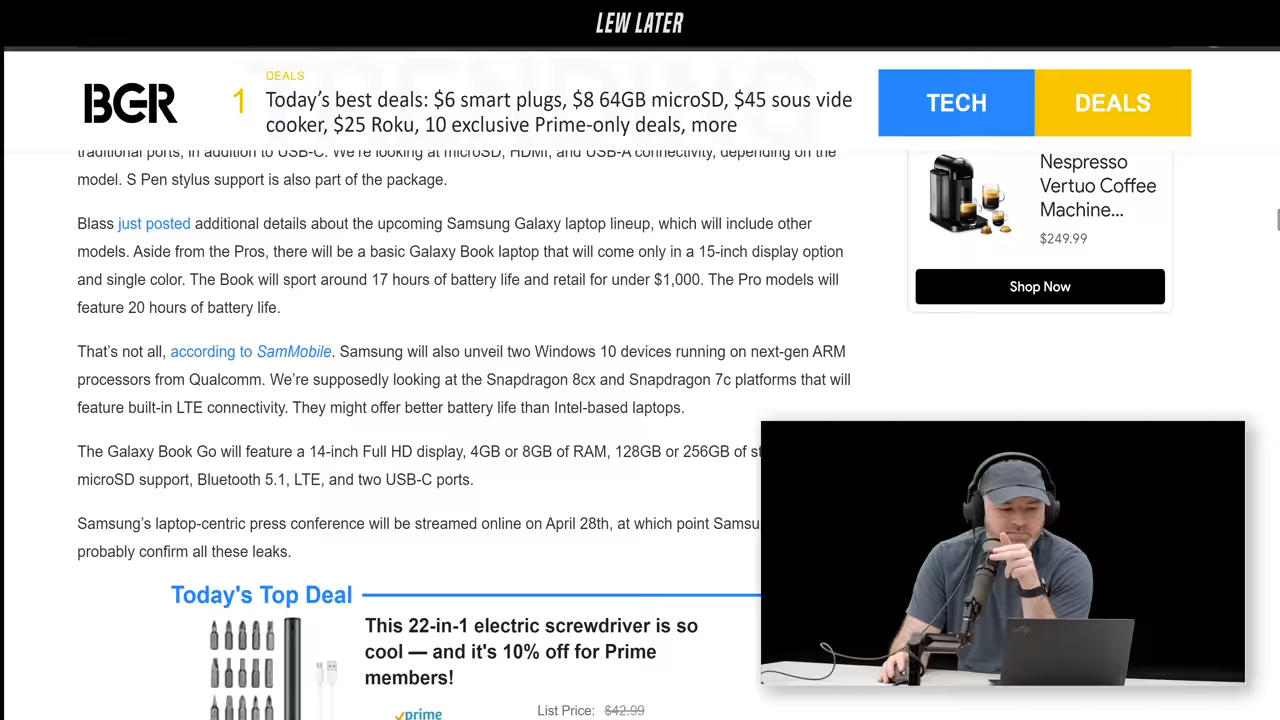 LEW LATER
BGR
1
DEALS
Today's best deals: $6 smart plugs, $8 64GB microSD, $45 sous vide
cooker, $25 Roku, 10 exclusive Prime-only deals, more
TECH
DEALS
traditional ports, in addition to USB-C. We're looking at microSD, HDMI, and USB-A connectivity, depending on the
model. S Pen stylus support is also part of the package.
Blass just posted additional details about the upcoming Samsung Galaxy laptop lineup, which will include other
models. Aside from the Pros, there will be a basic Galaxy Book laptop that will come only in a 15-inch display option
and single color. The Book will sport around 17 hours of battery life and retail for under $1,000. The Pro models will
feature 20 hours of battery life.
That's not all, according to SamMobile. Samsung will also unveil two Windows 10 devices running on next-gen ARM
processors from Qualcomm. We're supposedly looking at the Snapdragon 8cx and Snapdragon 7c platforms that will
feature built-in LTE connectivity. They might offer better battery life than Intel-based laptops.
The Galaxy Book Go will feature a 14-inch Full HD display, 4GB or 8GB of RAM, 128GB or 256GB of
microSD support, Bluetooth 5.1, LTE, and two USB-C ports.
Samsung's laptop-centric press conference will be streamed online on April 28th, at which point
probably confirm all these leaks.
Nespresso
Vertuo Coffee
Machine...
$249.99
Shop Now
Today's Top Deal
This 22-in-1 electric screwdriver is so
cool — and it's 10% off for Prime
members!
prime
List Price: $42.99